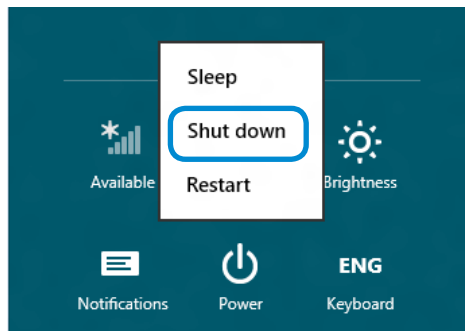 Sleep
Shut down
Restart
Available
Brightness
ENG
Notifications
Power
Keyboard